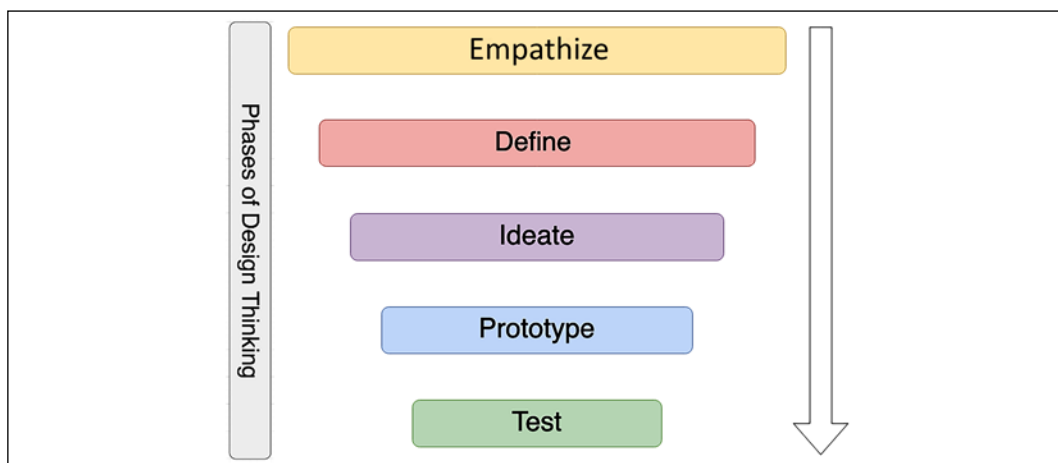 Phases of Design Thinking
Empathize
Define
Ideate
Prototype
Test